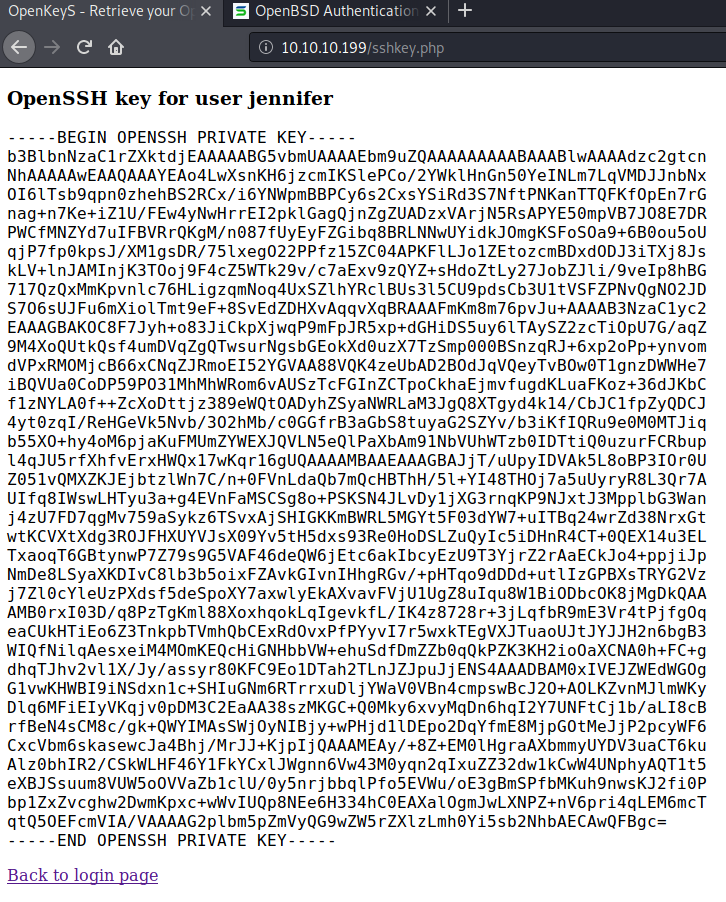 OpenKeyS - Retrieve your Op
OpenBSD Authentication
10.10.10.199/sshkey.php
OpenSSH key for user jennifer
-----BEGIN OPENSSH PRIVATE KEY-----
b3BlbnNzaC1rZXktdjEAAAAABG5vbmUAAAAEbm9uZQAAAAAAAAABAAABlwAAAAdzc2gtcn
NhAAAAAwEAAQAAAYEAo4LwXsnKH6jzcmIKSlePCo/2YWklHnGn50YeINLm7LqVMDJJnbNx
OI6lTsb9qpn0zhehBS2RCx/i6YNWpmBBPCy6s2CxsYSiRd3S7NftPNKanTTQFKfOpEn7rG
nag+n7Ke+iZ1U/FEw4yNwHrrEI2pklGagQjnZgZUADzxVArjN5RsAPYE50mpVB7JO8E7DR
PWCfMNZYd7uIFBVRrQKgM/n087fUyEyFZGibq8BRLNNwUYidkJOmgKSFoSOa9+6B0ou5oU
qjP7fp0kpsJ/XM1gsDR/75lxegO22PPfz15ZC04APKFlLJo1ZEtozcmBDxdODJ3iTXj8Js
kLV+lnJAMInjK3TOoj9F4cZ5WTk29v/c7aExv9zQYZ+sHdoZtLy27JobZJli/9veIp8hBG
717QzQxMmKpvnlc76HLigzqmNoq4UxSZlhYRclBUs3l5CU9pdsCb3U1tVSFZPNvQgNO2JD
S7O6sUJFu6mXiolTmt9eF+8SvEdZDHXvAqqvXqBRAAAFmKm8m76pvJu+AAAAB3NzaC1yc2
EAAAGBAKOC8F7Jyh+o83JiCkpXjwqP9mFpJR5xp+dGHiDS5uy6lTAySZ2zcTiOpU7G/aqZ
9M4XoQUtkQsf4umDVqZgQTwsurNgsbGEokXd0uzX7TzSmp000BSnzqRJ+6xp2oPp+ynvom
dVPxRMOMjcB66xCNqZJRmoEI52YGVAA88VQK4zeUbAD2BOdJqVQeyTvBOw0T1gnzDWWHe7
iBQVUa0CoDP59PO31MhMhWRom6vAUSzTcFGInZCTpoCkhaEjmvfugdKLuaFKoz+36dJKbC
f1zNYLA0f++ZcXoDttjz389eWQtOADyhZSyaNWRLaM3JgQ8XTgyd4k14/CbJC1fpZyQDCJ
4yt0zqI/ReHGeVk5Nvb/3O2hMb/c0GGfrB3aGbS8tuyaG2SZYv/b3iKfIQRu9e0M0MTJiq
b55XO+hy4oM6pjaKuFMUmZYWEXJQVLN5eQlPaXbAm91NbVUhWTzb0IDTtiQ0uzurFCRbup
l4qJU5rfXhfvErxHWQx17wKqr16gUQAAAAMBAAEAAAGBAJjT/uUpyIDVAk5L8oBP3IOr0U
Z051vQMXZKJEjbtzlWn7C/n+0FVnLdaQb7mQcHBThH/5l+YI48THOj7a5uUyryR8L3Qr7A
UIfq8IWswLHTyu3a+g4EVnFaMSCSg8o+PSKSN4JLvDy1jXG3rnqKP9NJxtJ3MpplbG3Wan
j4zU7FD7qgMv759aSykz6TSvxAjSHIGKKmBWRL5MGYt5F03dYW7+uITBq24wrZd38NrxGt
wtKCVXtXdg3ROJFHXUYVJsX09Yv5tH5dxs93Re0HoDSLZuQyIc5iDHnR4CT+0QEX14u3EL
TxaoqT6GBtynwP7Z79s9G5VAF46deQW6jEtc6akIbcyEzU9T3YjrZ2rAaECkJo4+ppjiJp
NmDe8LSyaXKDIvC8lb3b5oixFZAvkGIvnIHhgRGv/+pHTqo9dDDd+utlIzGPBXsTRYG2Vz
j7Zl0cYleUzPXdsf5deSpoXY7axwlyEkAXvavFVjU1UgZ8uIqu8W1BiODbcOK8jMgDkQAA
AMB0rxI03D/q8PzTgKml88XoxhqokLqIgevkfL/IK4z8728r+3jLqfbR9mE3Vr4tPjfgOq
eaCUkHTiEo6Z3TnkpbTVmhQbCExRdOvxPfPYyvI7r5wxkTEgVXJTuaoUJtJYJJH2n6bgB3
WIQfNilqAesxeiM4MOmKEQcHiGNHbbVW+ehuSdfDmZZb0qQkPZK3KH2ioOaXCNA0h+FC+g
dhqTJhv2vl1X/Jy/assyr80KFC9Eo1DTah2TLnJZJpuJjENS4AAADBAM0xIVEJZWEdWGOg
G1vwKHWBI9iNSdxn1c+SHIuGNm6RTrrxuDljYWaV0VBn4cmpswBcJ2O+AOLKZvnMJlmWKy
Dlq6MFiEIyVKqjv0pDM3C2EaAA38szMKGC+Q0Mky6xvyMqDn6hqI2Y7UNFtCj1b/aLI8cB
rfBeN4sCM8c/gk+QWYIMAsSWjOyNIBjy+wPHjd1lDEpo2DqYfmE8MjpGOtMeJjP2pcyWF6
CxcVbm6skasewcJa4Bhj/MrJJ+KjpIjQAAAMEAy/+8Z+EM0lHgraAXbmmyUYDV3uaCT6ku
Alz0bhIR2/CSkWLHF46Y1FkYCxlJWgnn6Vw43M0yqn2qIxuZZ32dw1kCwW4UNphyAQT1t5
eXBJSsuum8VUW5oOVVaZb1clU/0y5nrjbbqlPfo5EVWu/oE3gBmSPfbMKuh9nwsKJ2fi0P
bp1ZxZvcghw2DwmKpxc+wWvIUQp8NEe6H334hC0EAXalOgmJwLXNPZ+nV6pri4qLEM6mcT
qtQ5OEFcmVIA/VAAAAG2plbm5pZmVyQG9wZW5rZXlzLmh0Yi5sb2NhbAECAwQFBgc=
-----END OPENSSH PRIVATE KEY-----
Back to login page